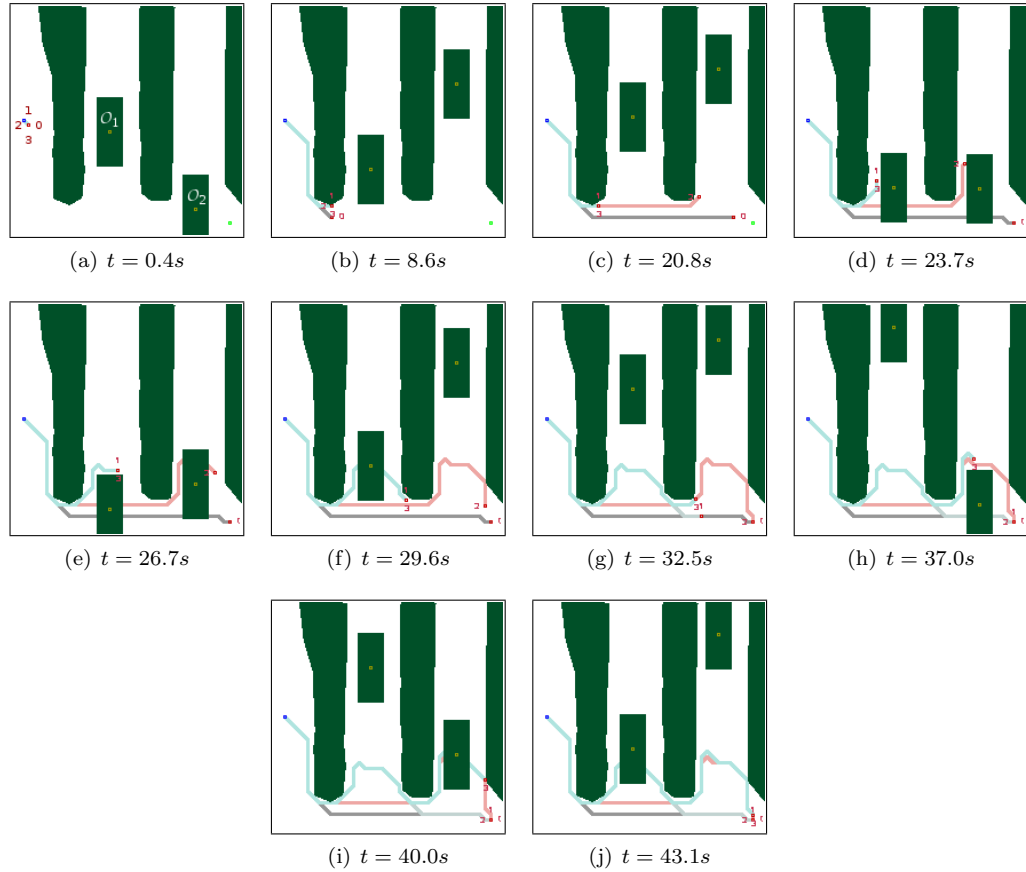 1
2 0
3
O1
O2
(a) t = 0.4s
(b) t = 8.6s
(c) t = 20.8s
(d) t = 23.7s
(e) t = 26.7s
(f) t = 29.6s
(g) t = 32.5s
(h) t = 37.0s
(i) t = 40.0s
(j) t = 43.1s